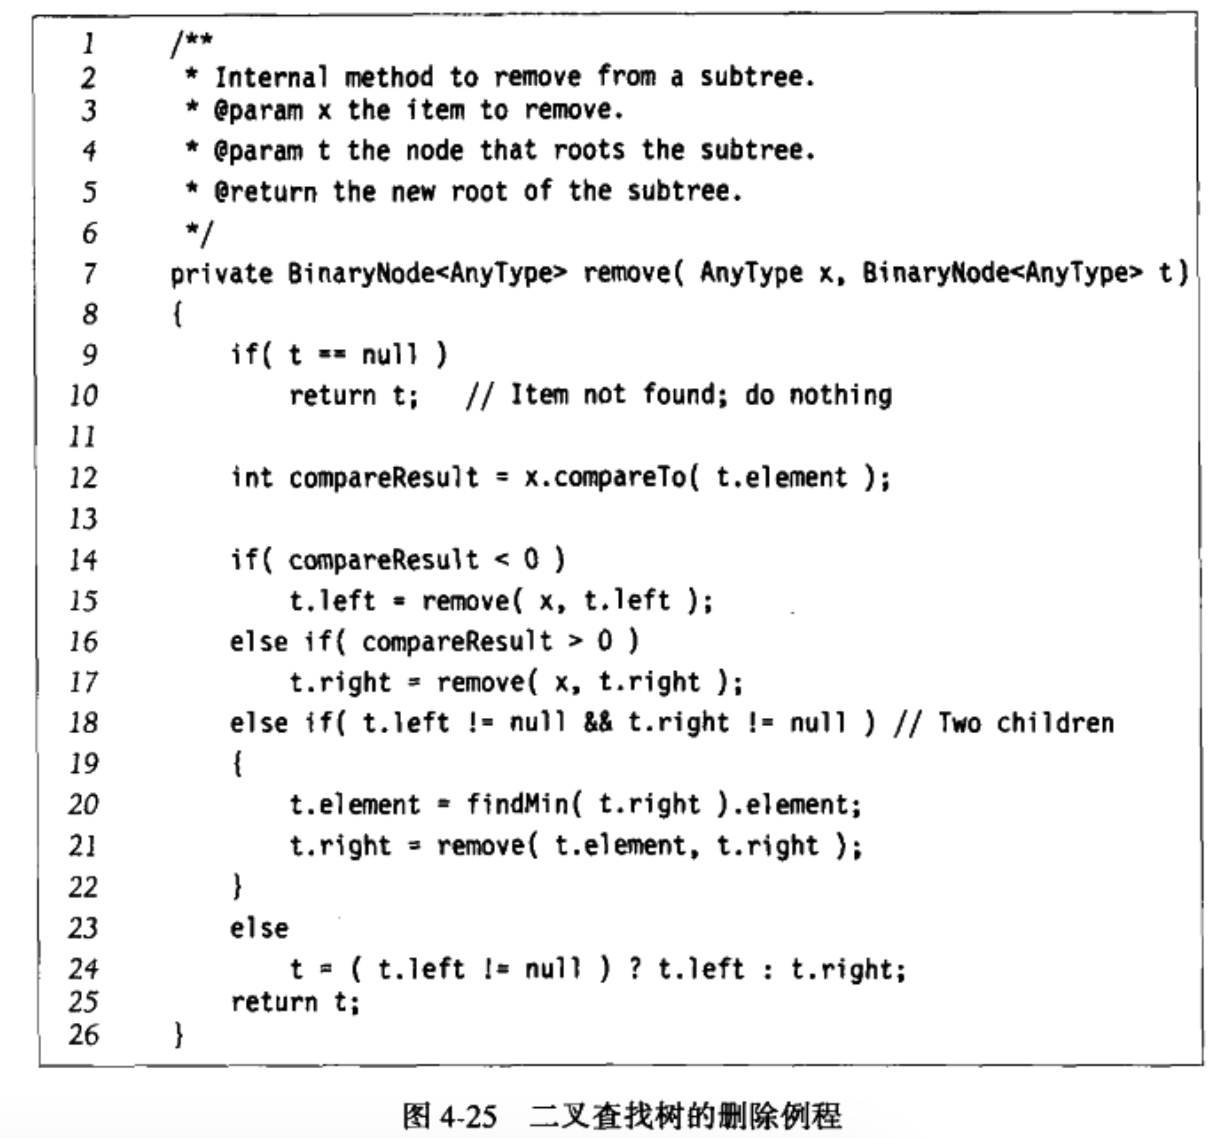 1 /**
2 * Internal method to remove from a subtree.
3 * @param x the item to remove.
4 * @param t the node that roots the subtree.
5 * @return the new root of the subtree.
6 */
7 private BinaryNode<AnyType> remove( AnyType x, BinaryNode<AnyType> t)
8 {
9 if( t == null )
10 return t; // Item not found; do nothing
11
12 int compareResult = x.compareTo( t.element );
13
14 if( compareResult < 0 )
15 t.left = remove( x, t.left );
16 else if( compareResult > 0 )
17 t.right = remove( x, t.right );
18 else if( t.left != null && t.right != null ) // Two children
19 {
20 t.element = findMin( t.right ).element;
21 t.right = remove( t.element, t.right );
22 }
23 else
24 t = ( t.left != null ) ? t.left : t.right;
25 return t;
26 }
图 4-25 二叉查找树的删除例程